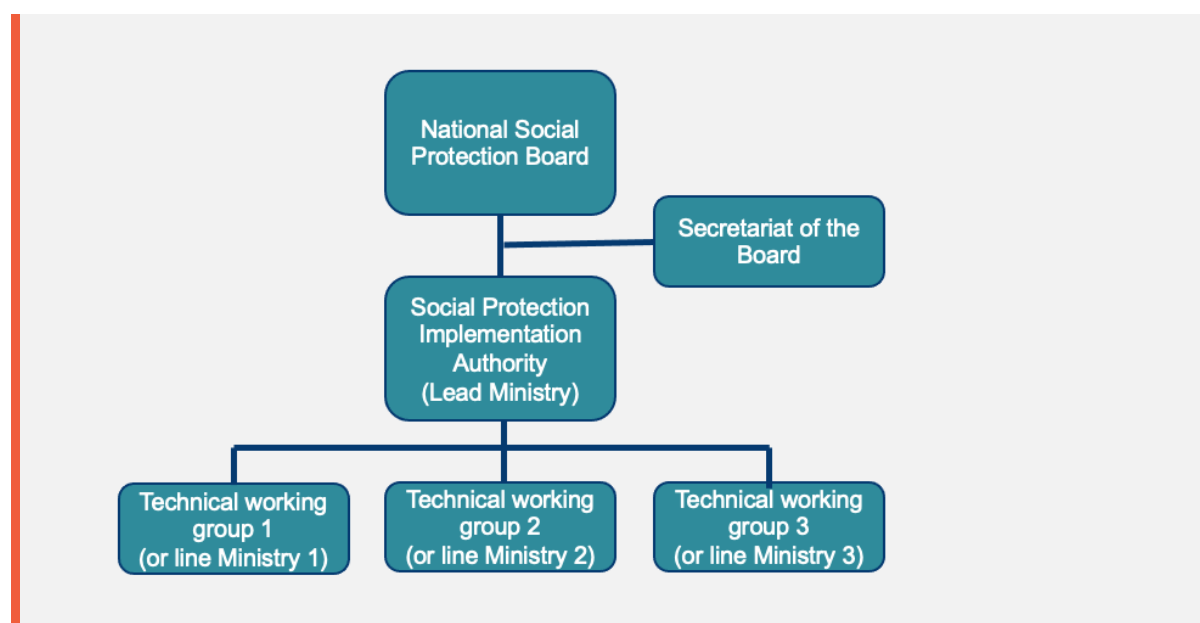 National Social
Protection Board
Secretariat of the
Board
Social Protection
Implementation
Authority
(Lead Ministry)
Technical working
group 1
(or line Ministry 1)
Technical working
group 2
(or line Ministry 2)
Technical working
group 3
(or line Ministry 3)